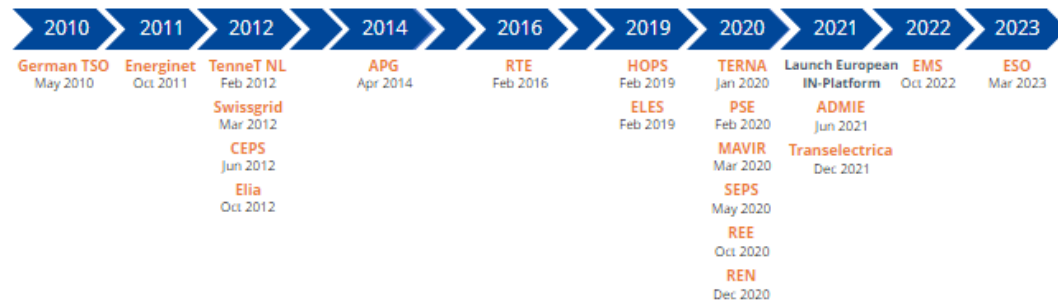 2010 2011 2012 2014 2016 2019 2020 2021 2022 2023
German TSO
May 2010
Energinet
Oct 2011
TenneT NL
Feb 2012
Swissgrid
Mar 2012
CEPS
Jun 2012
Elia
Oct 2012
APG
Apr 2014
RTE
Feb 2016
HOPS
Feb 2019
ELES
Feb 2019
TERNA
Jan 2020
PSE
Feb 2020
MAVIR
Mar 2020
SEPS
May 2020
REE
Oct 2020
REN
Dec 2020
Launch European
IN-Platform
ADMIE
Jun 2021
Transelectrica
Dec 2021
EMS
Oct 2022
ESO
Mar 2023